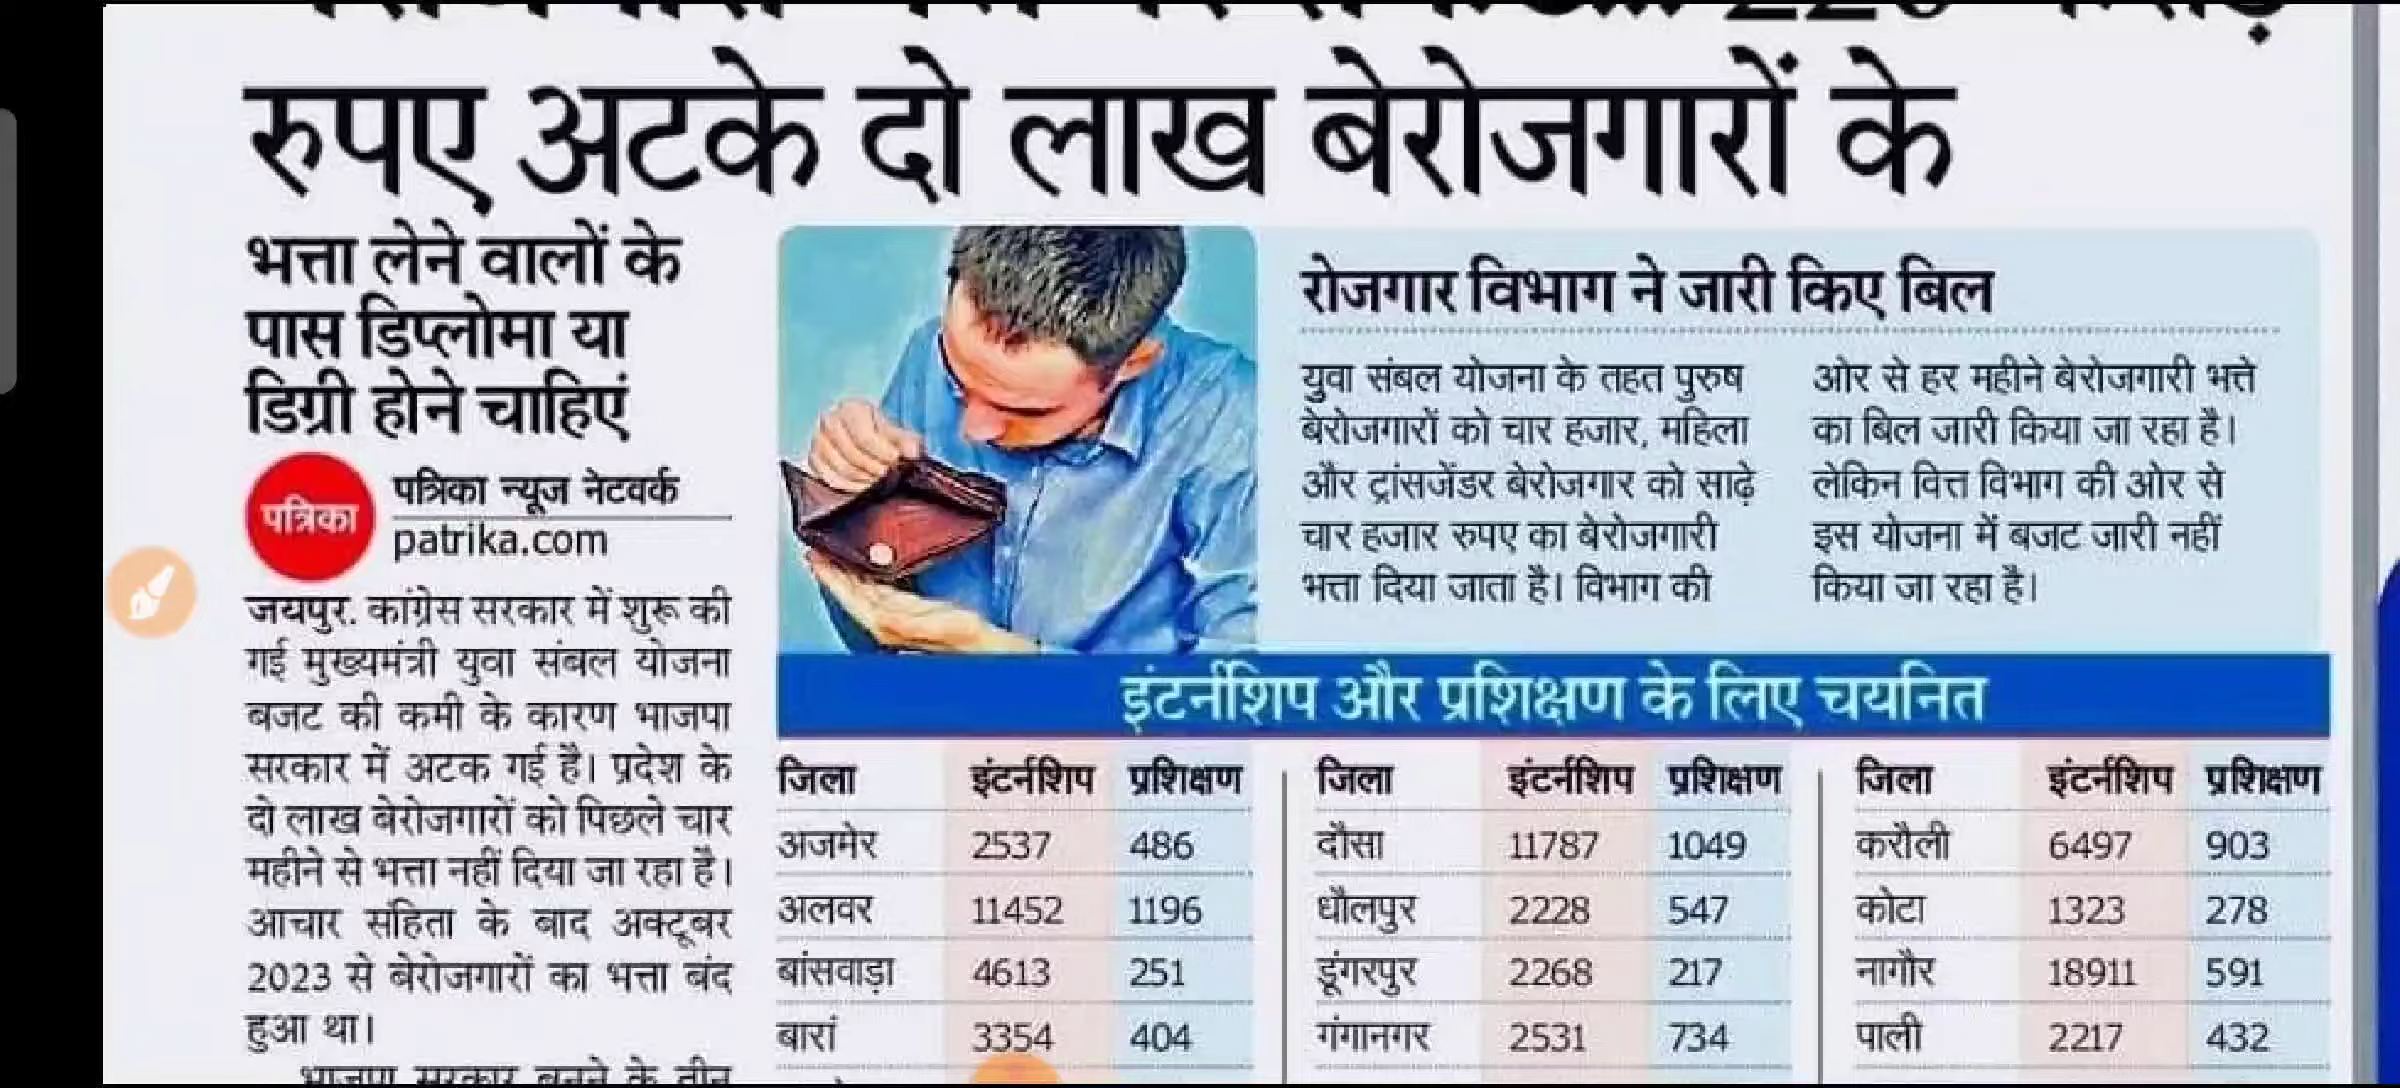 रुपए अटके दो लाख बेरोजगारों के
भत्ता लेने वालों के
पास डिप्लोमा या
डिग्री होने चाहिएं
पत्रिका
पत्रिका न्यूज नेटवर्क
patrika.com
जयपुर. कांग्रेस सरकार में शुरू की
गई मुख्यमंत्री युवा संबल योजना
बजट की कमी के कारण भाजपा
सरकार में अटक गई है। प्रदेश के
दो लाख बेरोजगारों को पिछले चार
महीने से भत्ता नहीं दिया जा रहा है।
आचार संहिता के बाद अक्टूबर
2023 से बेरोजगारों का भत्ता बंद
हुआ था।
भाजपा सरकार बनने के तीन
रोजगार विभाग ने जारी किए बिल
युवा संबल योजना के तहत पुरुष
बेरोजगारों को चार हजार, महिला
और ट्रांसजेंडर बेरोजगार को साढ़े
चार हजार रुपए का बेरोजगारी
भत्ता दिया जाता है। विभाग की
ओर से हर महीने बेरोजगारी भत्ते
का बिल जारी किया जा रहा है।
लेकिन वित्त विभाग की ओर से
इस योजना में बजट जारी नहीं
किया जा रहा है।
इंटर्नशिप और प्रशिक्षण के लिए चयनित
जिला इंटर्नशिप प्रशिक्षण जिला इंटर्नशिप प्रशिक्षण जिला इंटर्नशिप प्रशिक्षण
अजमेर 2537 486 दौसा 11787 1049 करौली 6497 903
अलवर 11452 1196 धौलपुर 2228 547 कोटा 1323 278
बांसवाड़ा 4613 251 डूंगरपुर 2268 217 नागौर 18911 591
बारां 3354 404 गंगानगर 2531 734 पाली 2217 432